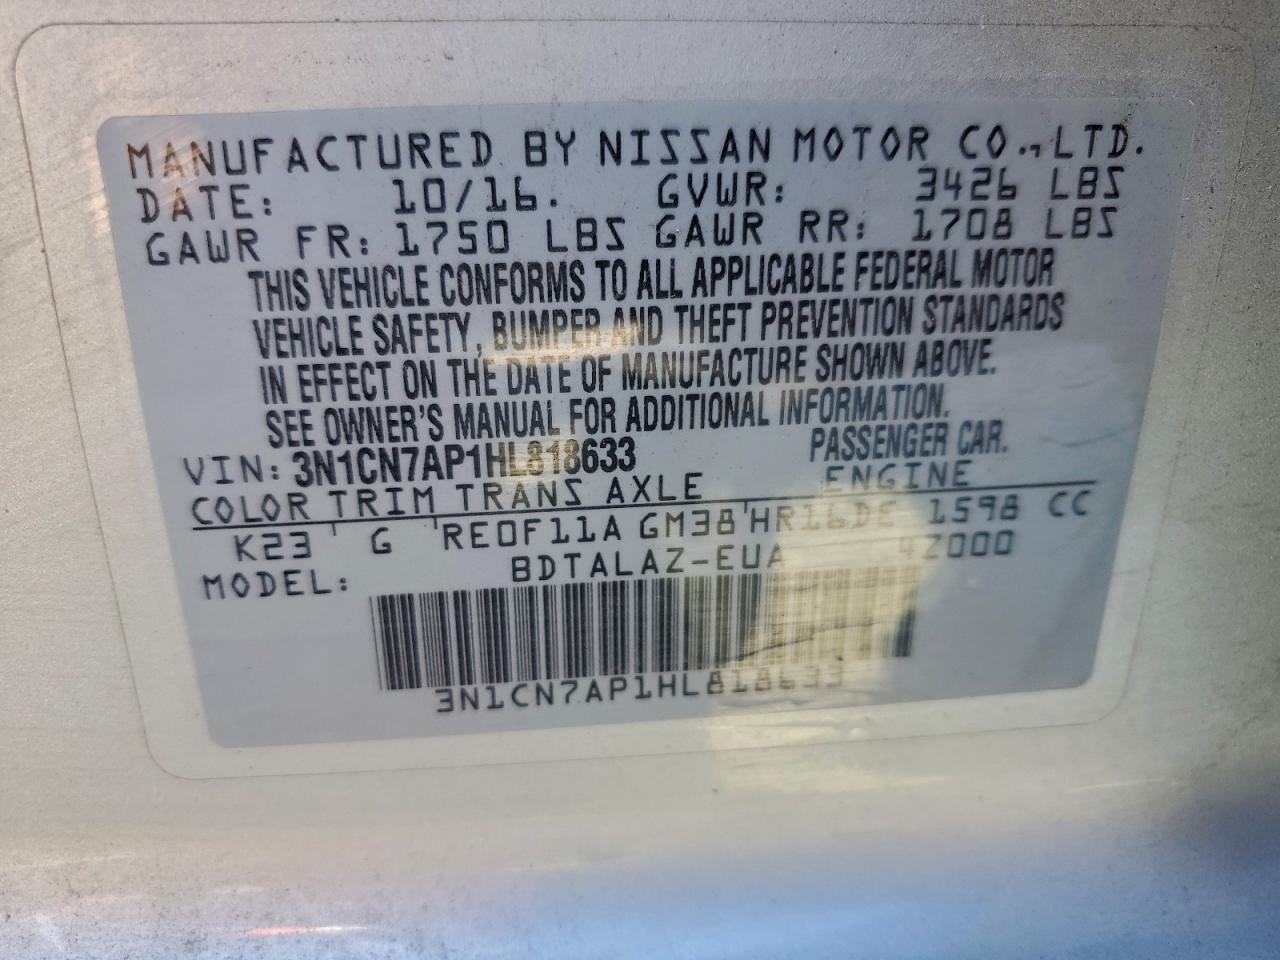 MANUFACTURED BY NISSAN MOTOR CO.,LTD.
DATE: 10/16. GVWR: 3426 LBS
GAWR FR: 1750 LBS GAWR RR: 1708 LBS
THIS VEHICLE CONFORMS TO ALL APPLICABLE FEDERAL MOTOR
VEHICLE SAFETY, BUMPER AND THEFT PREVENTION STANDARDS
IN EFFECT ON THE DATE OF MANUFACTURE SHOWN ABOVE.
SEE OWNER'S MANUAL FOR ADDITIONAL INFORMATION.
VIN: 3N1CN7AP1HL818633 PASSENGER CAR.
COLOR TRIM TRANS AXLE ENGINE
K23 G RE0F11A GM38 HR16DE 1598 CC
MODEL: BDTALAZ-EUA 42000
3N1CN7AP1HL818633